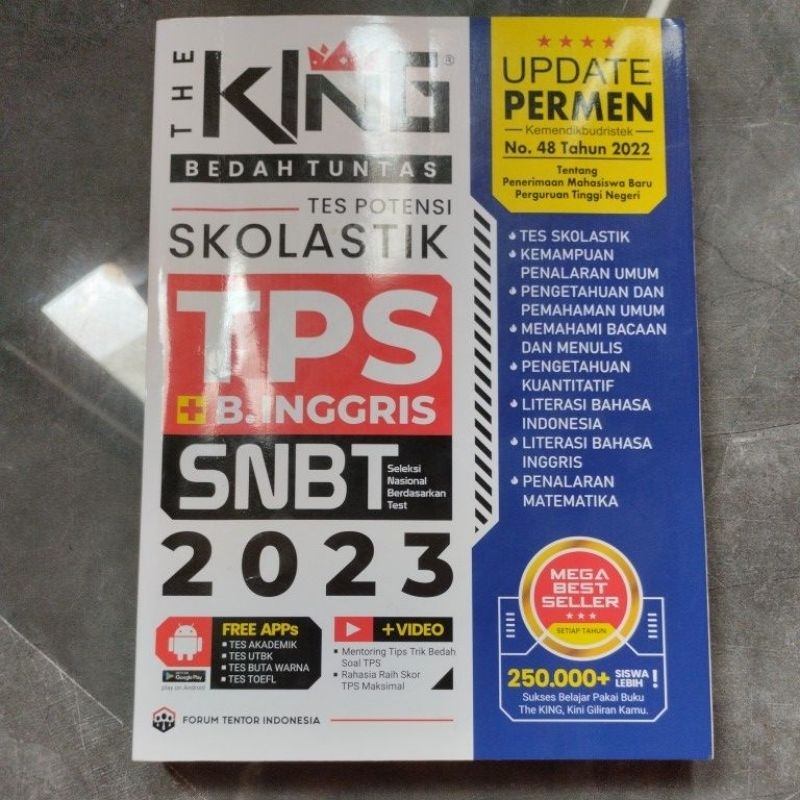 THE KING®
BEDAH TUNTAS
TES POTENSI
SKOLASTIK
TPS
+ B. INGGRIS
SNBT
Seleksi
Nasional
Berdasarkan
Test
2023
FREE APPs
TES AKADEMIK
TES UTBK
TES BUTA WARNA
TES TOEFL
Google Play
play on Android
+VIDEO
Mentoring Tips Trik Bedah
Soal TPS
Rahasia Raih Skor
TPS Maksimal
FORUM TENTOR INDONESIA
UPDATE
PERMEN
Kemendikbudristek
No. 48 Tahun 2022
Tentang
Penerimaan Mahasiswa Baru
Perguruan Tinggi Negeri
TES SKOLASTIK
KEMAMPUAN
PENALARAN UMUM
PENGETAHUAN DAN
PEMAHAMAN UMUM
MEMAHAMI BACAAN
DAN MENULIS
PENGETAHUAN
KUANTITATIF
LITERASI BAHASA
INDONESIA
LITERASI BAHASA
INGGRIS
PENALARAN
MATEMATIKA
MEGA
BEST
SELLER
SETIAP TAHUN
250.000+ SISWA LEBIH !
Sukses Belajar Pakai Buku
The KING, Kini Giliran Kamu.